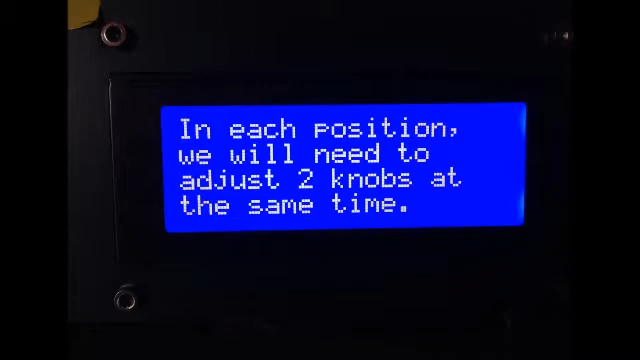 In each position,
we will need to
adjust 2 knobs at
the same time.